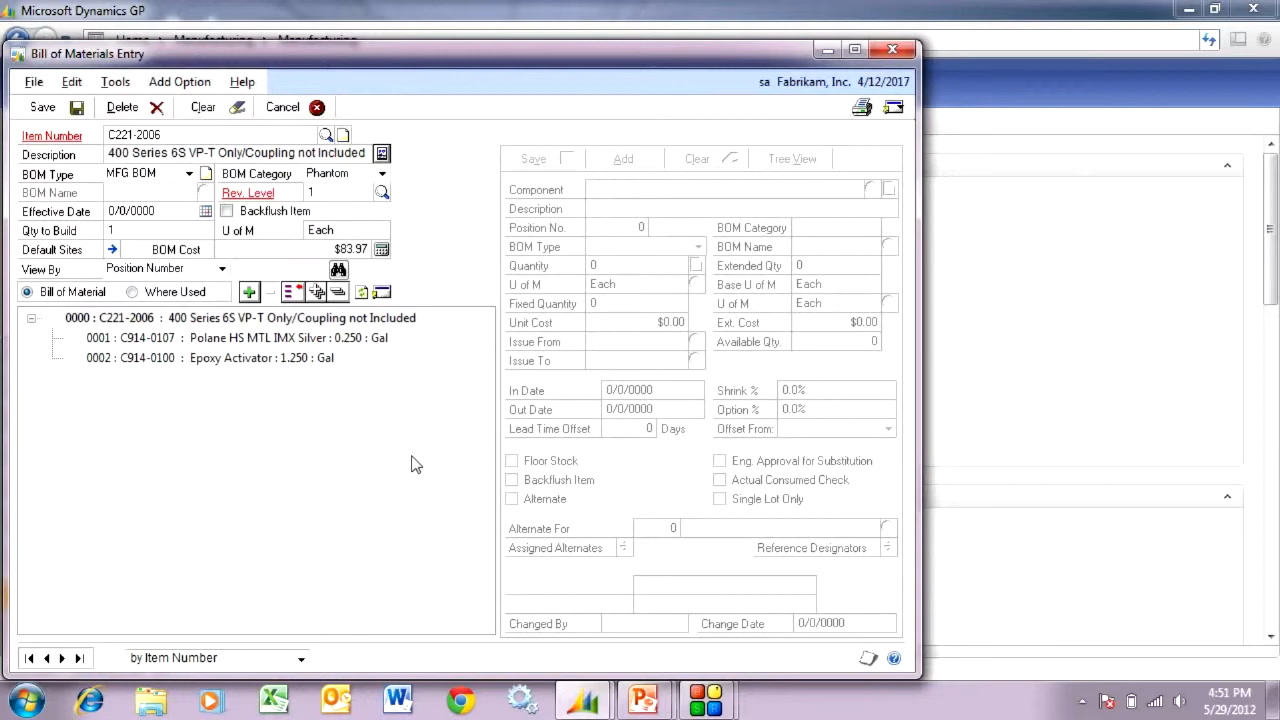 Microsoft Dynamics GP
Bill of Materials Entry
File Edit Tools Add Option Help
sa Fabrikam, Inc. 4/12/2017
Save Delete Clear Cancel
Item Number C221-2006
Description 400 Series 6S VP-T Only/Coupling not Included
BOM Type MFG BOM BOM Category Phantom
BOM Name Rev. Level 1
Effective Date 0/0/0000 Backflush Item
Qty to Build 1 U of M Each
Default Sites BOM Cost $83.97
View By Position Number
Bill of Material Where Used
0000 : C221-2006 : 400 Series 6S VP-T Only/Coupling not Included
0001 : C914-0107 : Polane HS MTL IMX Silver : 0.250 : Gal
0002 : C914-0100 : Epoxy Activator : 1.250 : Gal
by Item Number
Save Add Clear Tree View
Component
Description
Position No. 0 BOM Category
BOM Type BOM Name
Quantity 0 Extended Qty 0
U of M Each Base U of M Each
Fixed Quantity 0 U of M Each
Unit Cost $0.00 Ext. Cost $0.00
Issue From Available Qty. 0
Issue To
In Date 0/0/0000 Shrink % 0.0%
Out Date 0/0/0000 Option % 0.0%
Lead Time Offset 0 Days Offset From:
Floor Stock Eng. Approval for Substitution
Backflush Item Actual Consumed Check
Alternate Single Lot Only
Alternate For 0
Assigned Alternates Reference Designators
Changed By Change Date 0/0/0000
4:51 PM
5/29/2012